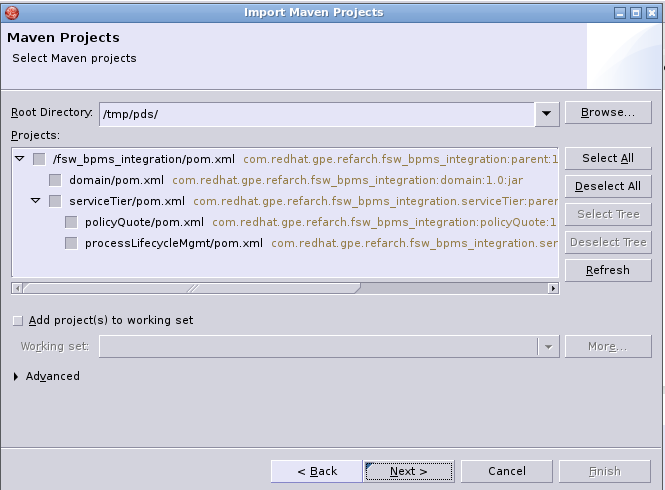 Import Maven Projects
Maven Projects
Select Maven projects
Root Directory: /tmp/pds/ Browse...
Projects:
/fsw_bpms_integration/pom.xml com.redhat.gpe.refarch.fsw_bpms_integration:parent:1 Select All
domain/pom.xml com.redhat.gpe.refarch.fsw_bpms_integration:domain:1.0:jar Deselect All
serviceTier/pom.xml com.redhat.gpe.refarch.fsw_bpms_integration.serviceTier:parer Select Tree
policyQuote/pom.xml com.redhat.gpe.refarch.fsw_bpms_integration:policyQuote:1 Deselect Tree
processLifecycleMgmt/pom.xml com.redhat.gpe.refarch.fsw_bpms_integration.ser Refresh
Add project(s) to working set
Working set: More...
Advanced
< Back Next > Cancel Finish